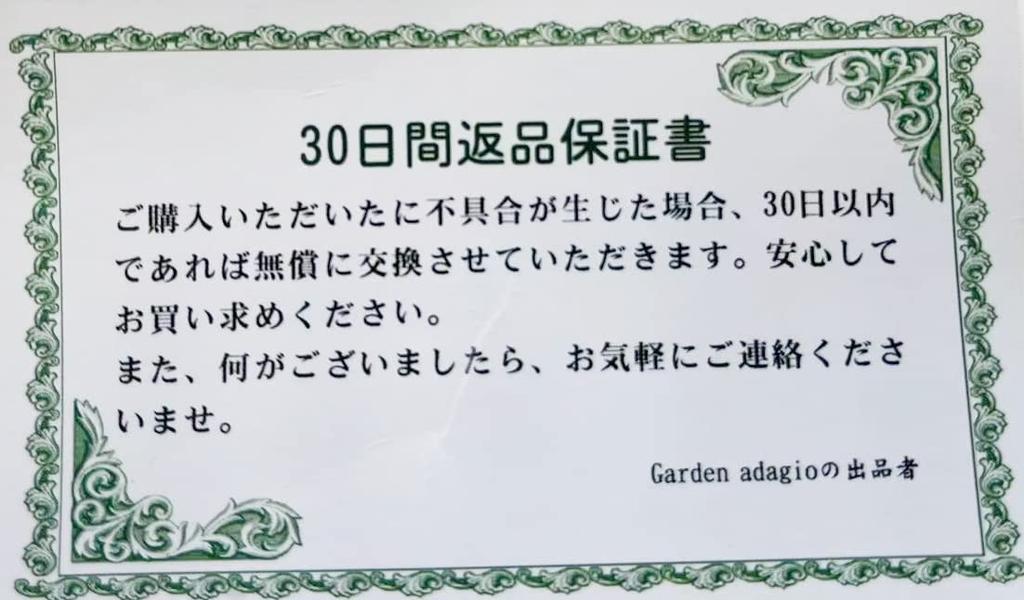 30日間返品保証書
ご購入いただいたに不具合が生じた場合、30日以内
であれば無償に交換させていただきます。安心して
お買い求めください。
また、何がございましたら、お気軽にご連絡くださ
いませ。
Garden adagioの出品者